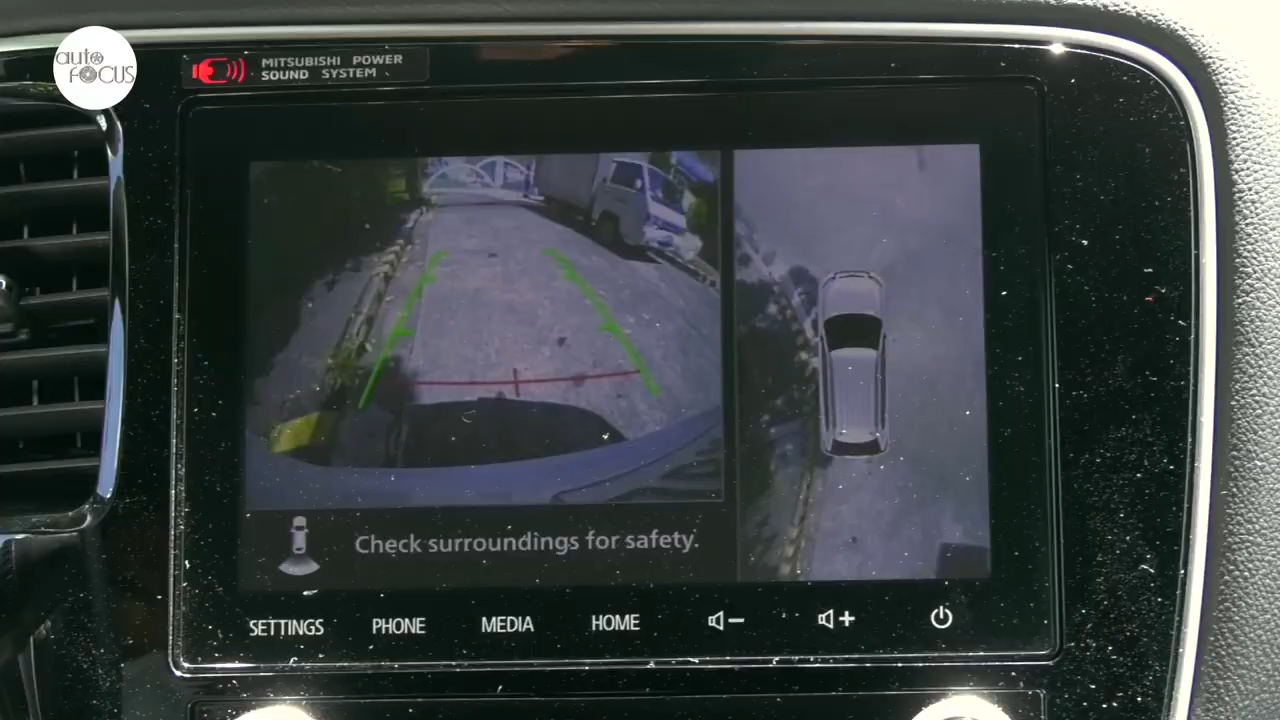 auto
FOCUS
MITSUBISHI POWER
SOUND SYSTEM
Check surroundings for safety.
SETTINGS PHONE MEDIA HOME